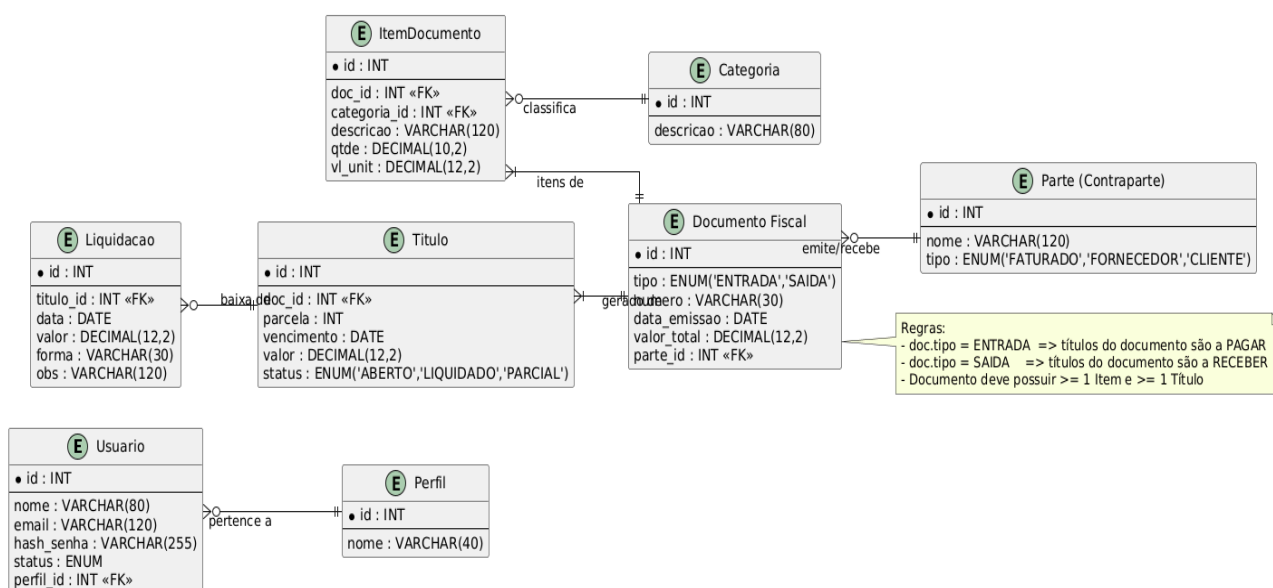 E ItemDocumento
id : INT
doc_id : INT «FK»
categoria_id : INT «FK»
descricao : VARCHAR(120)
qtde : DECIMAL(10,2)
vl_unit : DECIMAL(12,2)
classifica
itens de
E Categoria
id : INT
descricao : VARCHAR(80)
E Parte (Contraparte)
id : INT
nome : VARCHAR(120)
tipo : ENUM('FATURADO','FORNECEDOR','CLIENTE')
E Liquidacao
id : INT
titulo_id : INT «FK»
data : DATE
valor : DECIMAL(12,2)
forma : VARCHAR(30)
obs : VARCHAR(120)
baixa de
E Titulo
id : INT
doc_id : INT «FK»
parcela : INT
vencimento : DATE
valor : DECIMAL(12,2)
status : ENUM('ABERTO','LIQUIDADO','PARCIAL')
E Documento Fiscal
id : INT
tipo : ENUM('ENTRADA','SAIDA')
numero : VARCHAR(30)
data_emissao : DATE
valor_total : DECIMAL(12,2)
parte_id : INT «FK»
emite/recebe
Regras:
- doc.tipo = ENTRADA => títulos do documento são a PAGAR
- doc.tipo = SAIDA => títulos do documento são a RECEBER
- Documento deve possuir >= 1 Item e >= 1 Título
E Usuario
id : INT
nome : VARCHAR(80)
email : VARCHAR(120)
hash_senha : VARCHAR(255)
status : ENUM
perfil_id : INT «FK»
pertence a
E Perfil
id : INT
nome : VARCHAR(40)